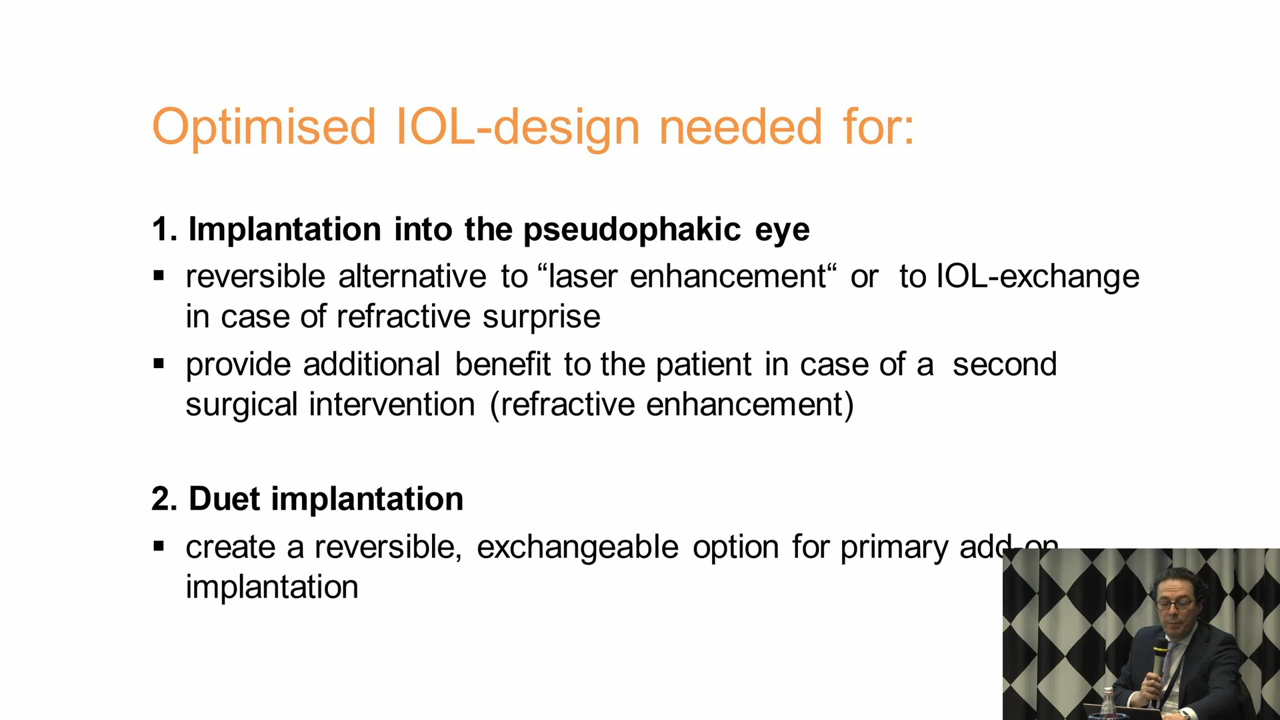 Optimised IOL-design needed for:
1. Implantation into the pseudophakic eye
▪ reversible alternative to “laser enhancement“ or to IOL-exchange
in case of refractive surprise
▪ provide additional benefit to the patient in case of a second
surgical intervention (refractive enhancement)
2. Duet implantation
▪ create a reversible, exchangeable option for primary add-on
implantation